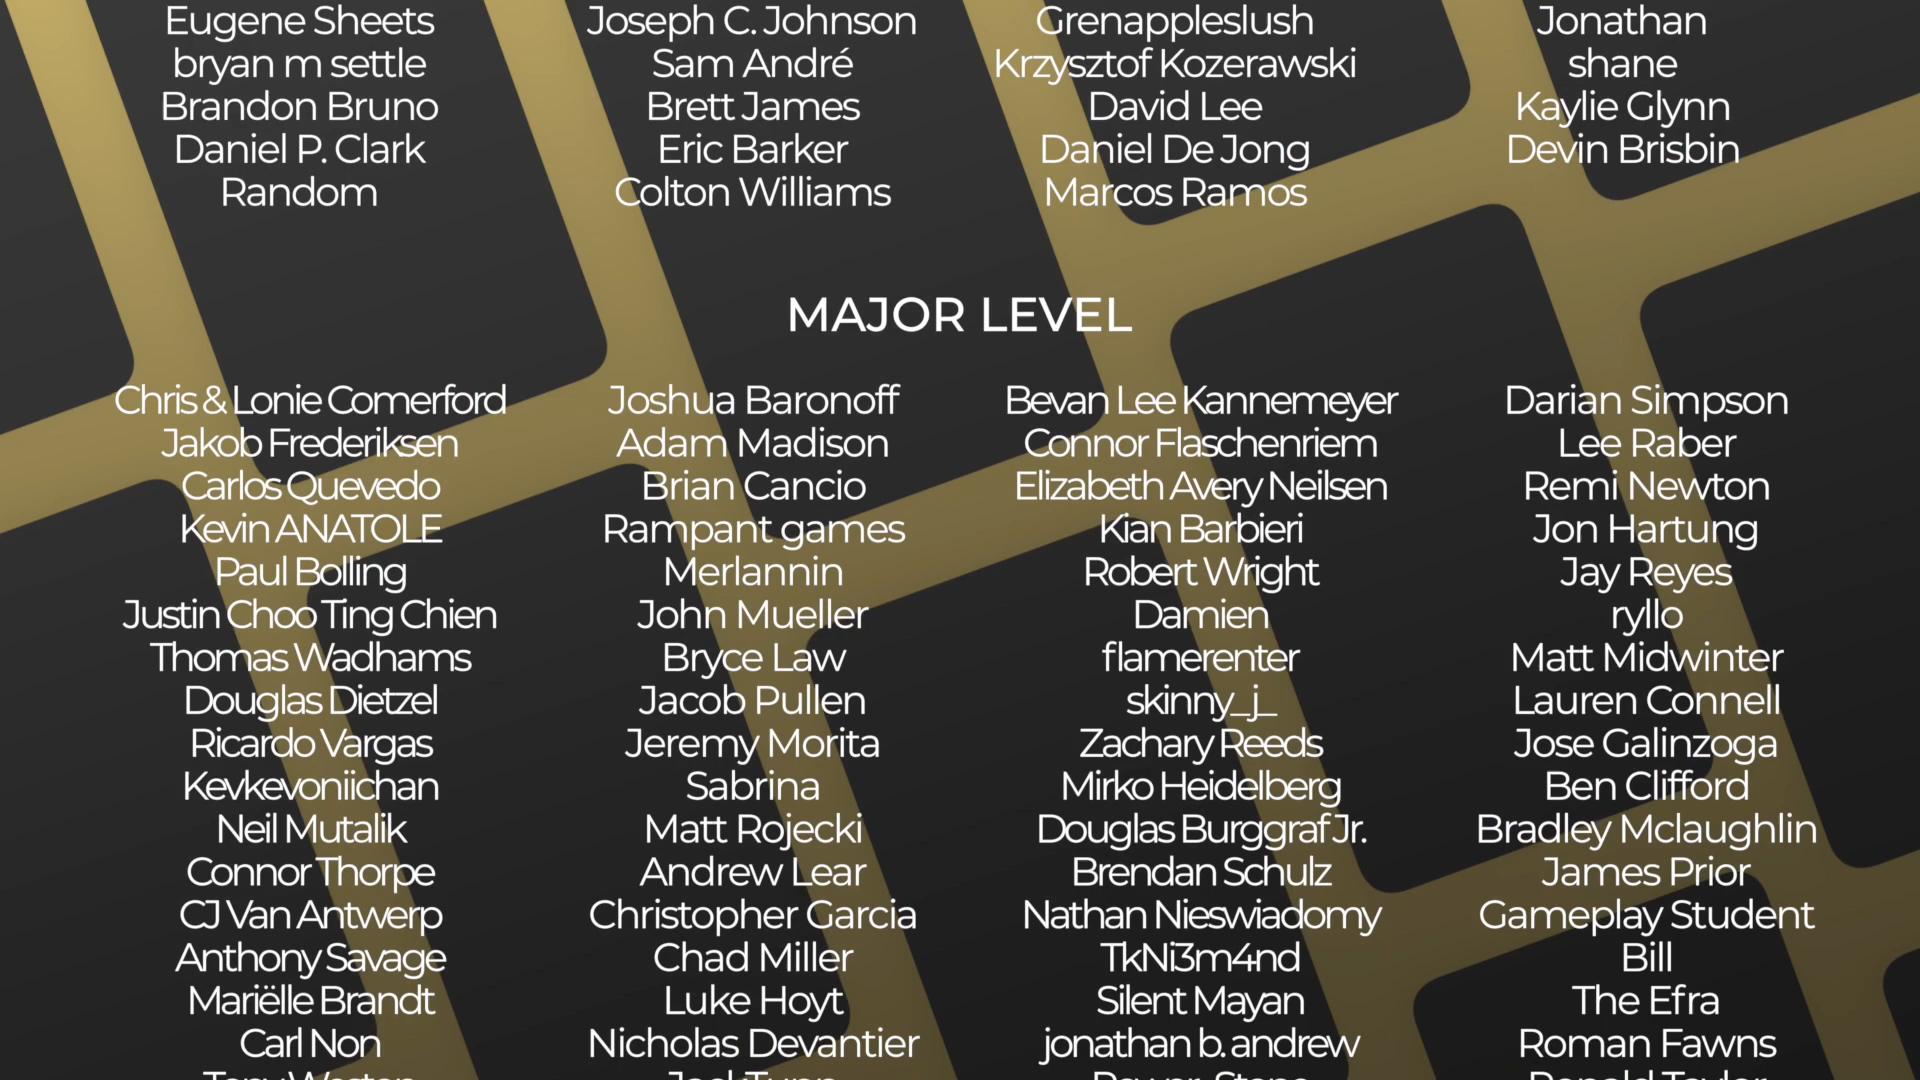 Eugene Sheets
bryan m settle
Brandon Bruno
Daniel P. Clark
Random
Joseph C. Johnson
Sam André
Brett James
Eric Barker
Colton Williams
Grenappleslush
Krzysztof Kozerawski
David Lee
Daniel De Jong
Marcos Ramos
Jonathan
shane
Kaylie Glynn
Devin Brisbin
MAJOR LEVEL
Chris & Lonie Comerford
Jakob Frederiksen
Carlos Quevedo
Kevin ANATOLE
Paul Bolling
Justin Choo Ting Chien
Thomas Wadhams
Douglas Dietzel
Ricardo Vargas
Kevkevoniichan
Neil Mutalik
Connor Thorpe
CJ Van Antwerp
Anthony Savage
Mariëlle Brandt
Carl Non
Joshua Baronoff
Adam Madison
Brian Cancio
Rampant games
Merlannin
John Mueller
Bryce Law
Jacob Pullen
Jeremy Morita
Sabrina
Matt Rojecki
Andrew Lear
Christopher Garcia
Chad Miller
Luke Hoyt
Nicholas Devantier
Bevan Lee Kannemeyer
Connor Flaschenriem
Elizabeth Avery Neilsen
Kian Barbieri
Robert Wright
Damien
flamerenter
skinny_j_
Zachary Reeds
Mirko Heidelberg
Douglas Burggraf Jr.
Brendan Schulz
Nathan Nieswiadomy
TkNi3m4nd
Silent Mayan
jonathan b. andrew
Darian Simpson
Lee Raber
Remi Newton
Jon Hartung
Jay Reyes
ryllo
Matt Midwinter
Lauren Connell
Jose Galinzoga
Ben Clifford
Bradley Mclaughlin
James Prior
Gameplay Student
Bill
The Efra
Roman Fawns